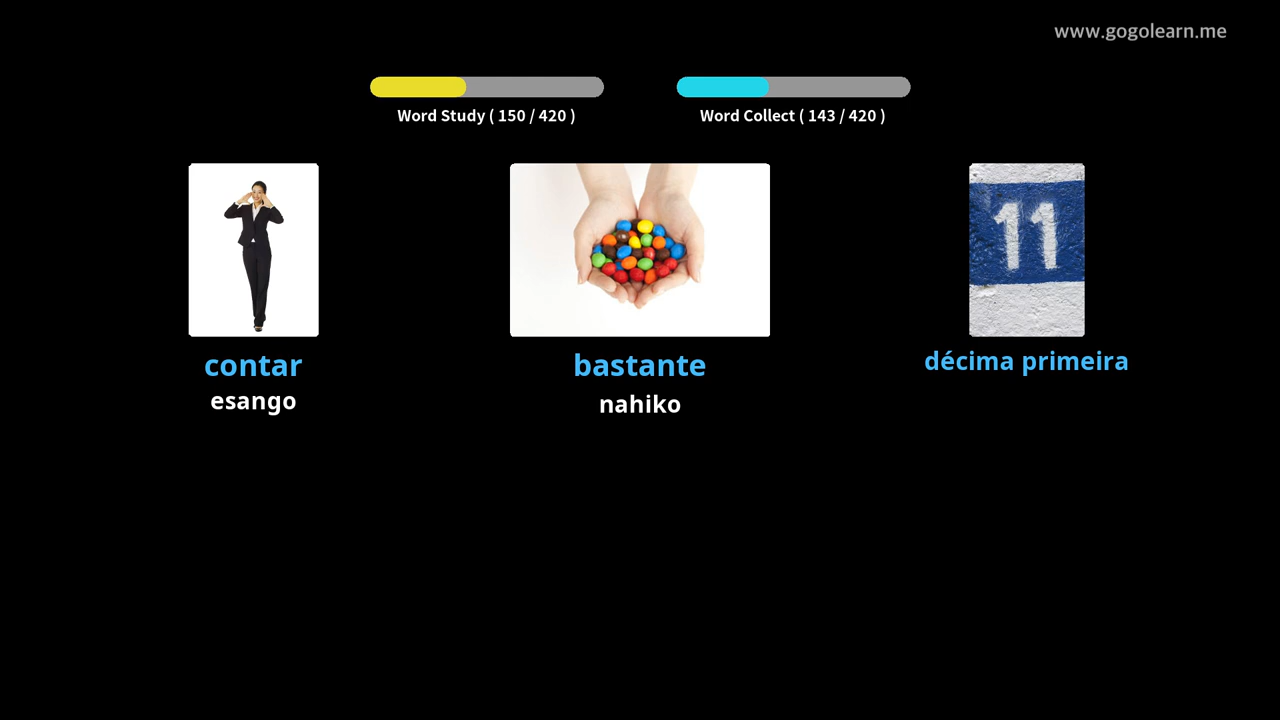 www.gogolearn.me
Word Study ( 150 / 420 )
Word Collect ( 143 / 420 )
11
contar
esango
bastante
nahiko
décima primeira